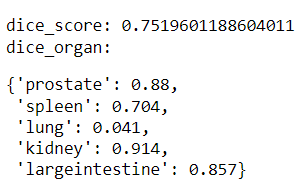 dice_score: 0.7519601188604011
dice_organ:
{'prostate': 0.88,
'spleen': 0.704,
'lung': 0.041,
'kidney': 0.914,
'largeintestine': 0.857}